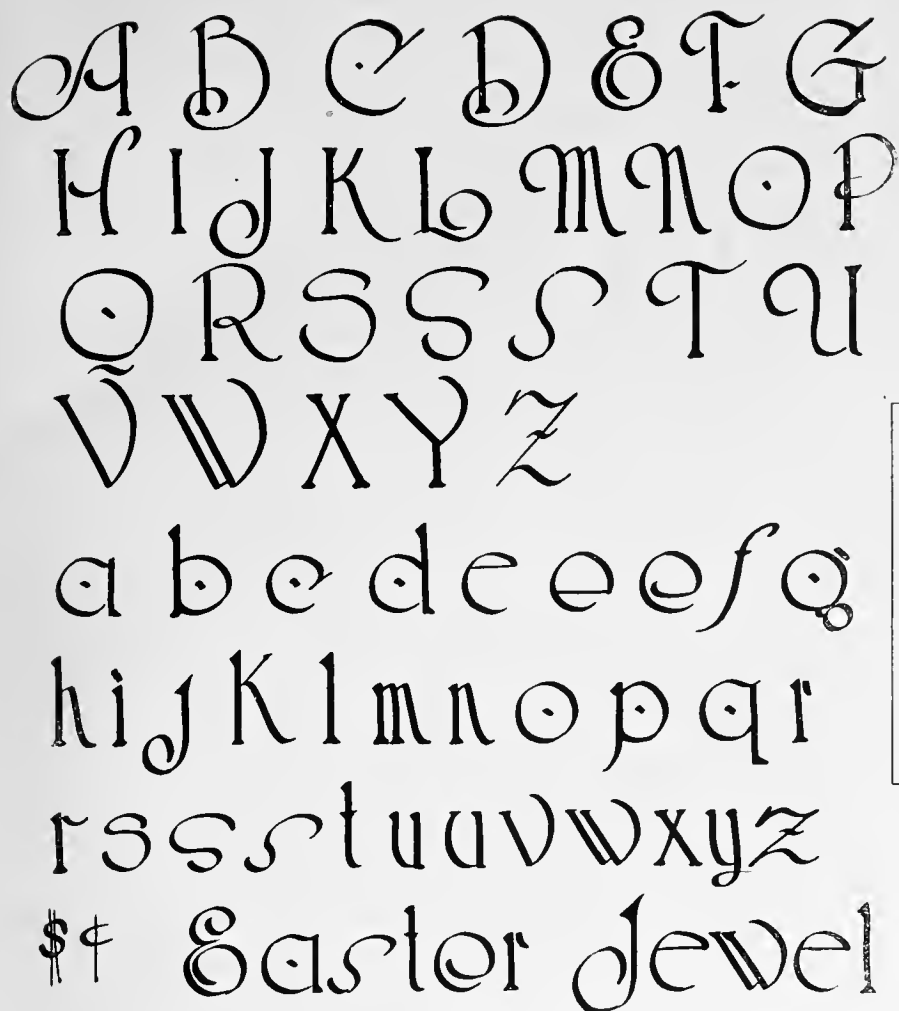 A B C D E F G
H I J K L M N O P
Q R S S S T U
V W X Y Z
a b c d e e e f g
h i j k l m n o p q r
r s s s t u u v w x y z
$ ¢ Easter Jewel